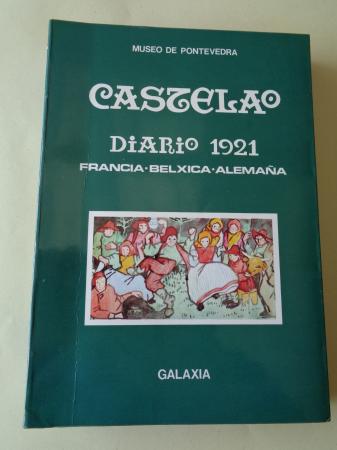 MUSEO DE PONTEVEDRA
CASTELAO
DiARiO 1921
FRANCIA·BELXICA·ALEMAÑA
GALAXIA